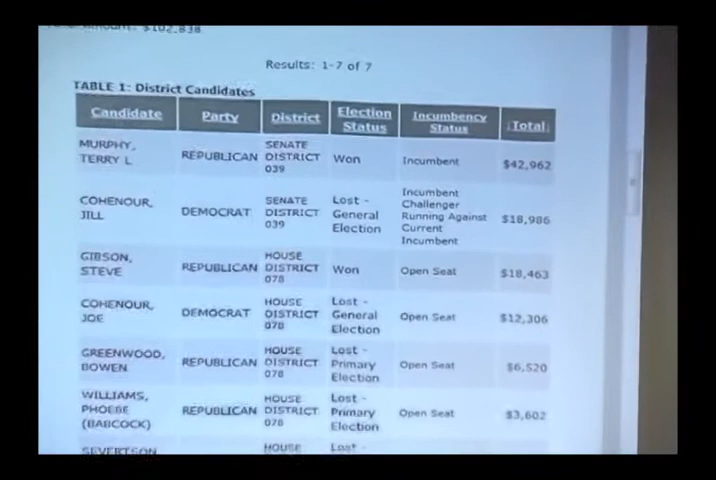 $102,838
Results: 1-7 of 7
TABLE 1: District Candidates
Candidate Party District Election Status Incumbency Status Total
MURPHY, TERRY L REPUBLICAN SENATE DISTRICT 039 Won Incumbent $42,962
COHENOUR, JILL DEMOCRAT SENATE DISTRICT 039 Lost - General Election Incumbent Challenger Running Against Current Incumbent $18,986
GIBSON, STEVE REPUBLICAN HOUSE DISTRICT 078 Won Open Seat $18,463
COHENOUR, JOE DEMOCRAT HOUSE DISTRICT 078 Lost - General Election Open Seat $12,306
GREENWOOD, BOWEN REPUBLICAN HOUSE DISTRICT 078 Lost - Primary Election Open Seat $6,520
WILLIAMS, PHOEBE (BABCOCK) REPUBLICAN HOUSE DISTRICT 078 Lost - Primary Election Open Seat $3,602
SEVERTSON HOUSE Lost -